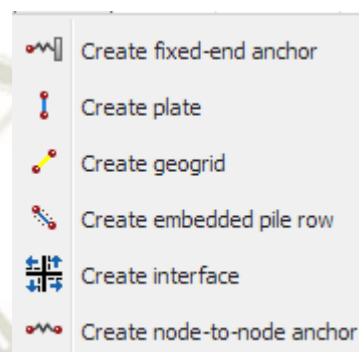 Create fixed-end anchor
Create plate
Create geogrid
Create embedded pile row
Create interface
Create node-to-node anchor